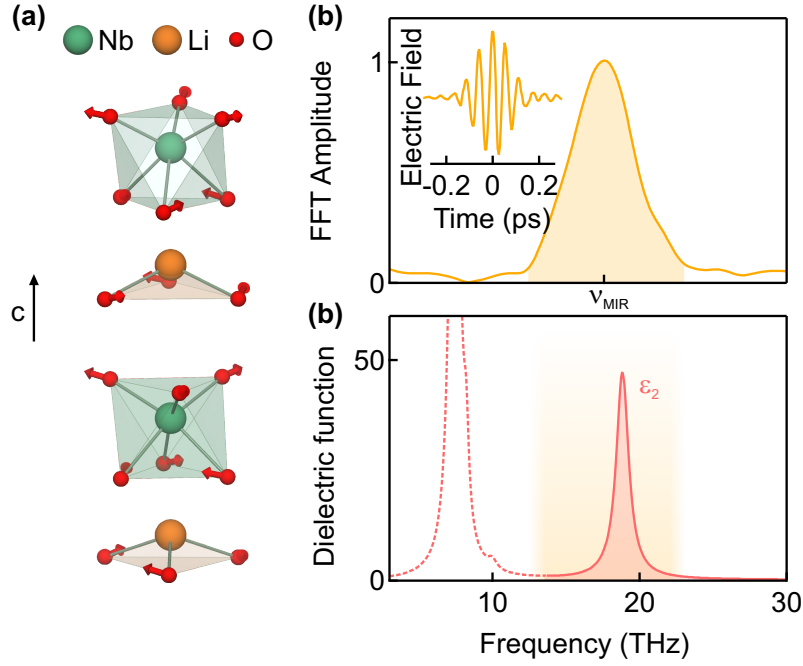 (a)
Nb Li O
c
(b)
FFT Amplitude
1
0
Electric Field
-0.2 0 0.2
Time (ps)
νMIR
(b)
Dielectric function
50
0
ε2
10 20 30
Frequency (THz)